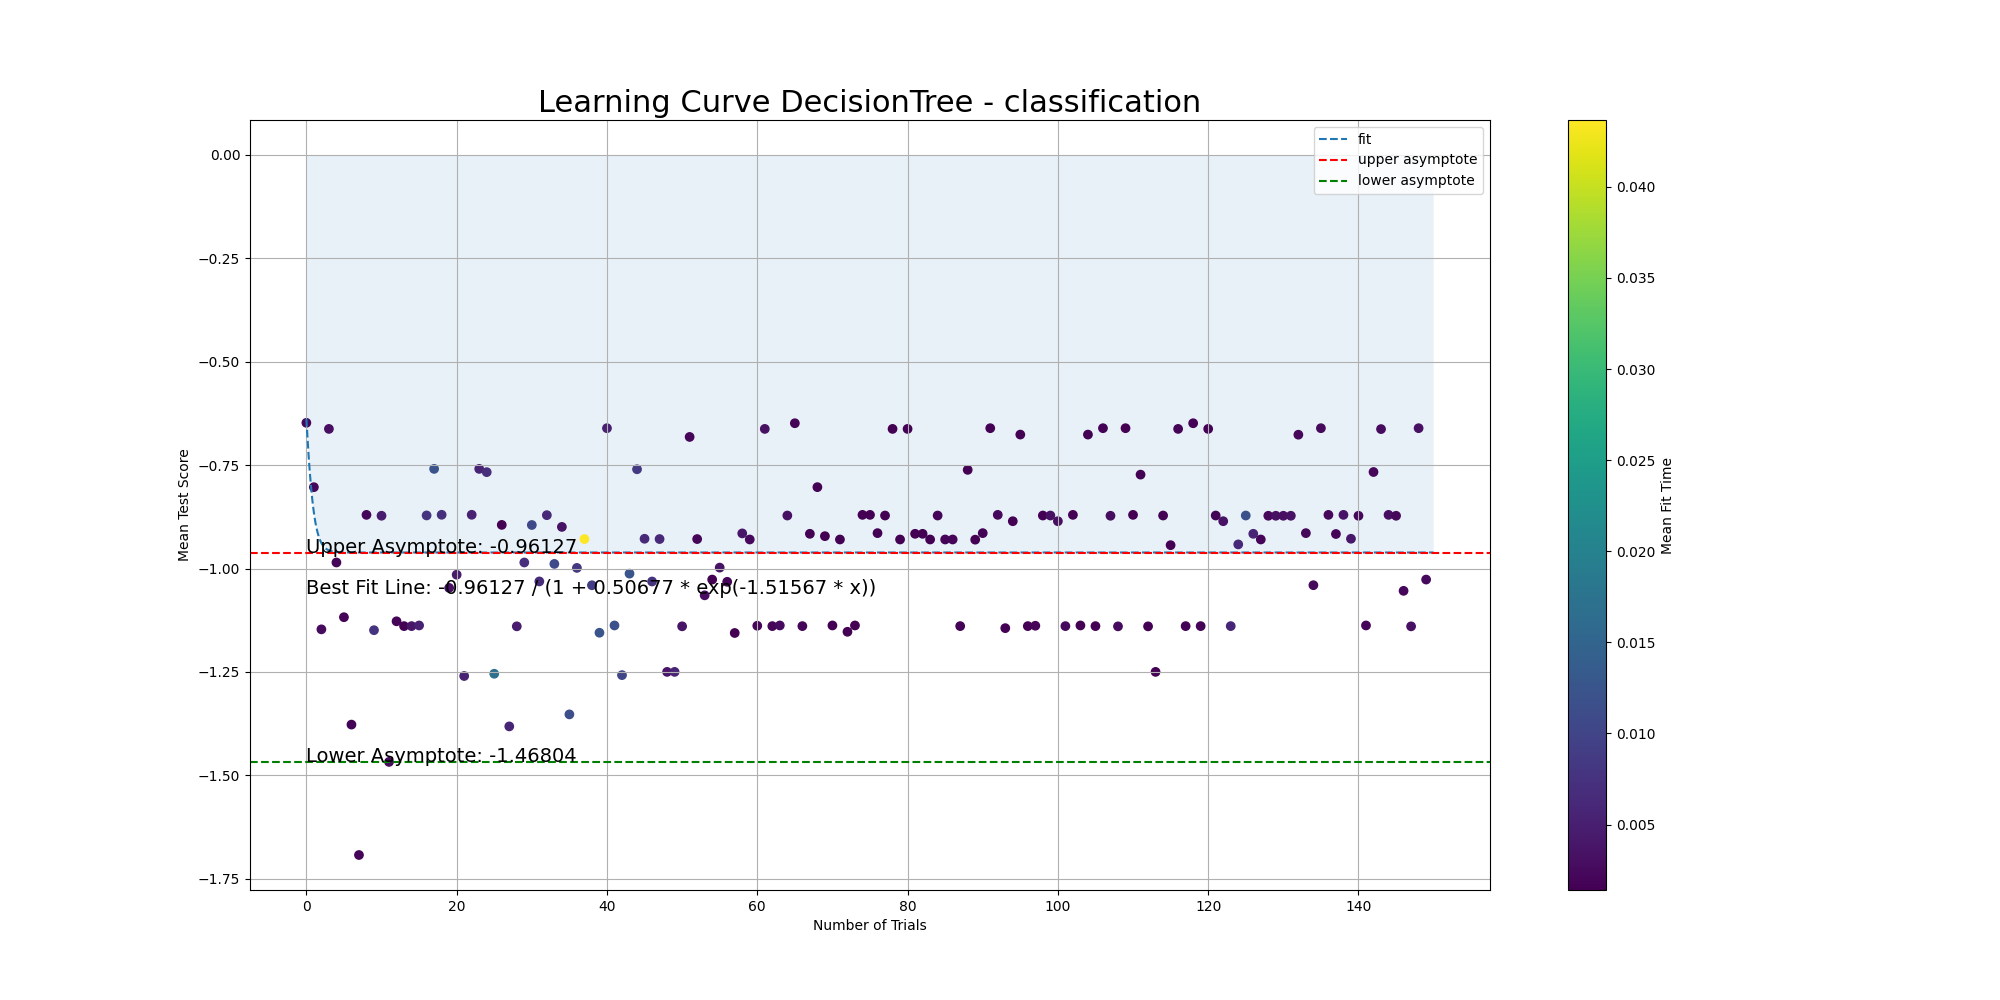 Learning Curve DecisionTree - classification
fit
upper asymptote
lower asymptote
0.00
−0.25
−0.50
−0.75
−1.00
−1.25
−1.50
−1.75
Mean Test Score
Upper Asymptote: -0.96127
Best Fit Line: -0.96127 / (1 + 0.50677 * exp(-1.51567 * x))
Lower Asymptote: -1.46804
0 20 40 60 80 100 120 140
Number of Trials
0.040
0.035
0.030
0.025
0.020
0.015
0.010
0.005
Mean Fit Time